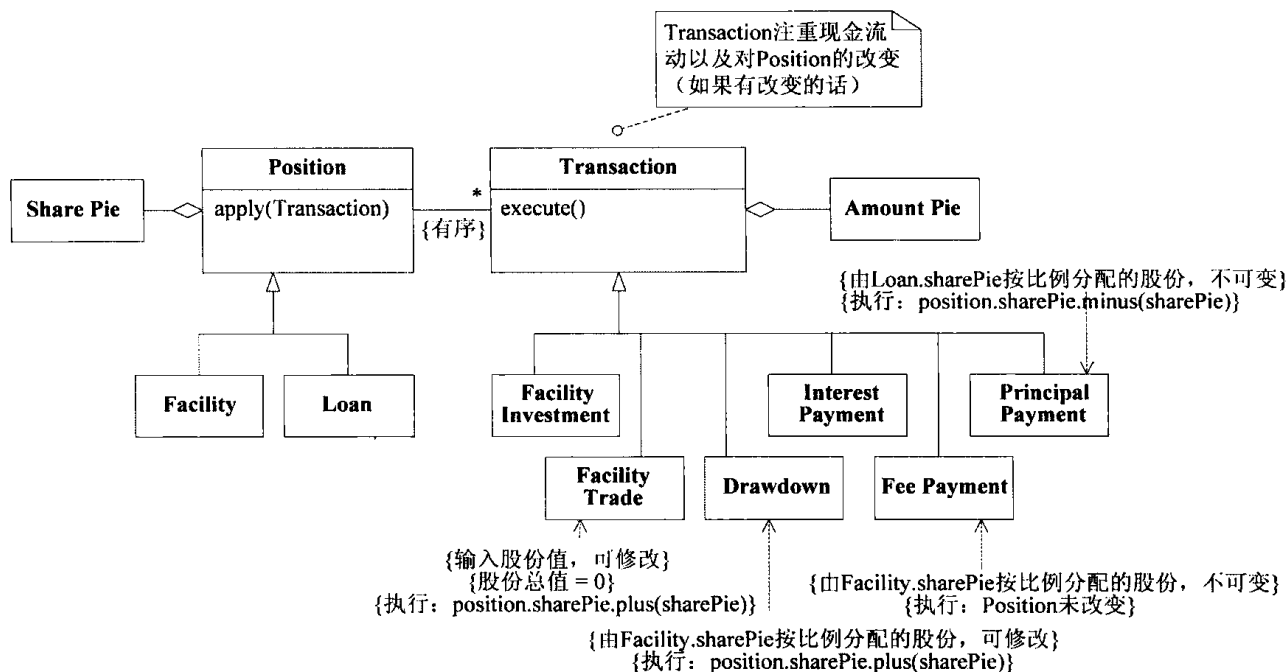 Transaction注重现金流
动以及对Position的改变
（如果有改变的话）
Position
Transaction
Share Pie
apply(Transaction)
*
execute()
Amount Pie
{有序}
{由Loan.sharePie按比例分配的股份，不可变}
{执行：position.sharePie.minus(sharePie)}
Facility
Loan
Facility
Investment
Interest
Payment
Principal
Payment
Facility
Trade
Drawdown
Fee Payment
{输入股份值，可修改}
{股份总值 = 0}
{执行：position.sharePie.plus(sharePie)}
{由Facility.sharePie按比例分配的股份，不可变}
{执行：Position未改变}
{由Facility.sharePie按比例分配的股份，可修改}
{执行：position.sharePie.plus(sharePie)}